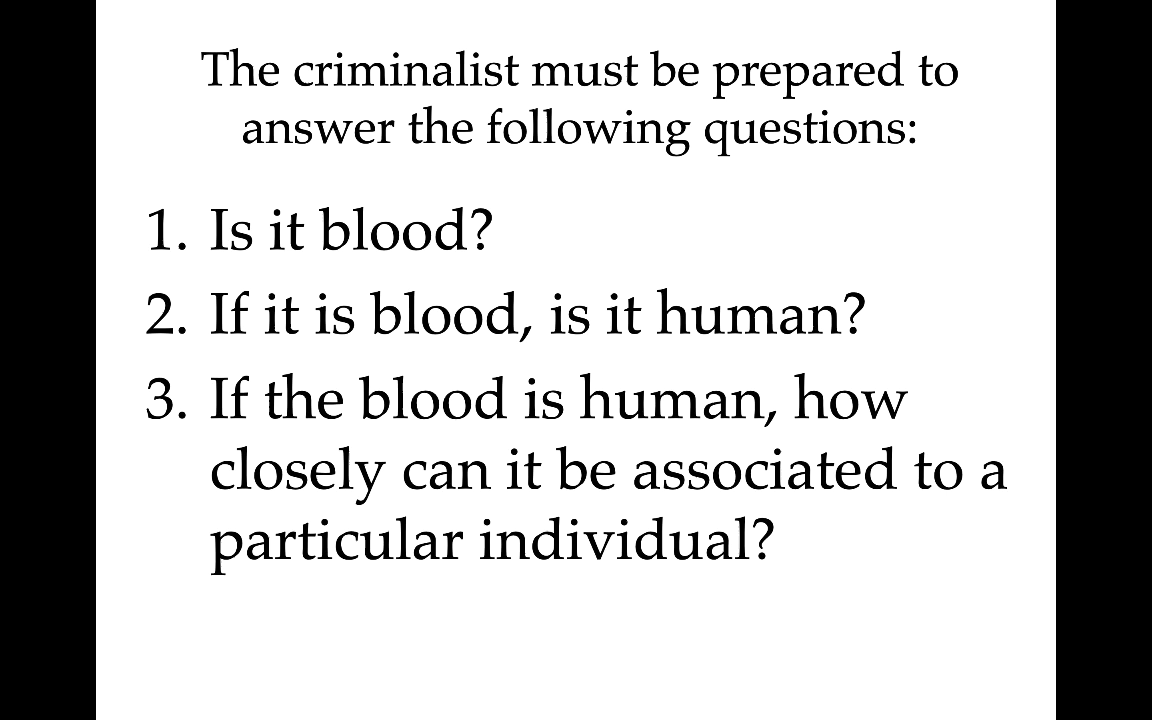 The criminalist must be prepared to
answer the following questions:
1. Is it blood?
2. If it is blood, is it human?
3. If the blood is human, how
closely can it be associated to a
particular individual?